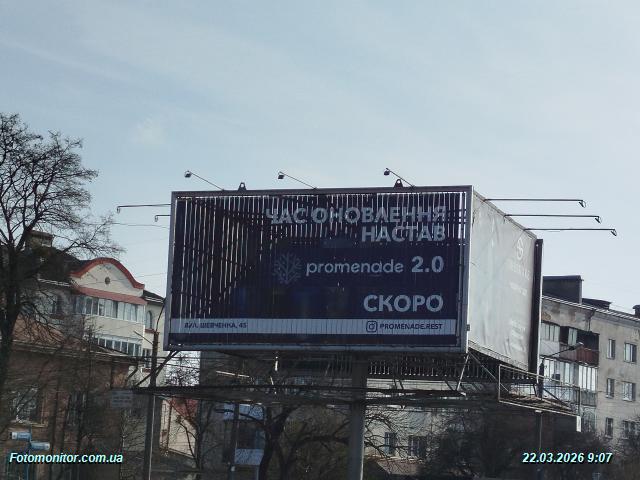 ЧАС ОНОВЛЕННЯ
НАСТАВ
promenade 2.0
СКОРО
ВУЛ. ШЕВЧЕНКА, 45
PROMENADE.REST
Fotomonitor.com.ua
22.03.2026 9:07